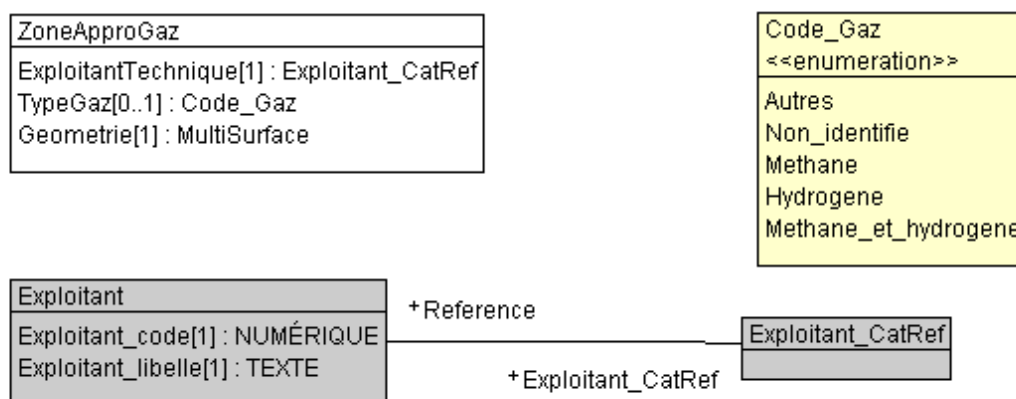 ZoneApproGaz
ExploitantTechnique[1] : Exploitant_CatRef
TypeGaz[0..1] : Code_Gaz
Geometrie[1] : MultiSurface
Code_Gaz
<<enumeration>>
Autres
Non_identifie
Methane
Hydrogene
Methane_et_hydrogene
Exploitant
Exploitant_code[1] : NUMÉRIQUE
Exploitant_libelle[1] : TEXTE
+Reference
+Exploitant_CatRef
Exploitant_CatRef